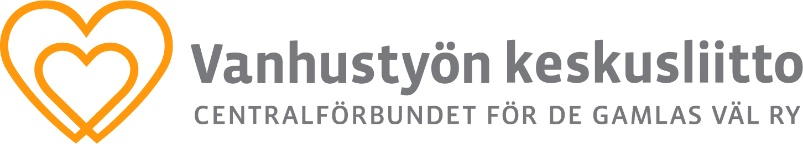 Vanhustyön keskusliitto
CENTRALFÖRBUNDET FÖR DE GAMLAS VÄL RY